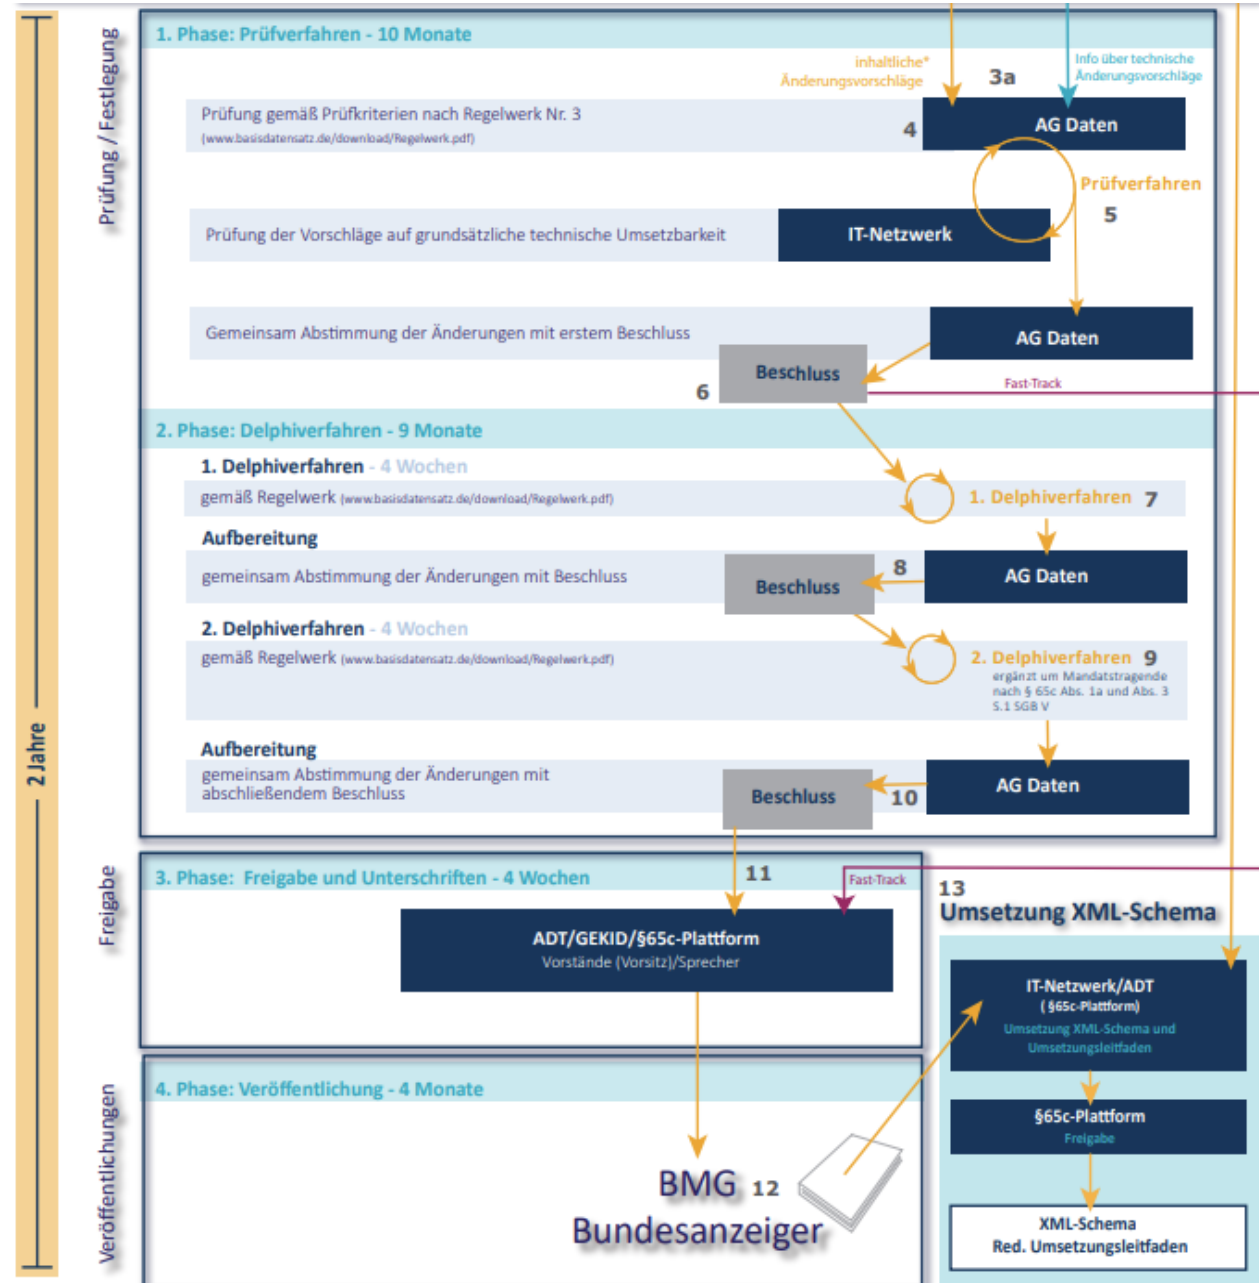 Prüfung / Festlegung
2 Jahre
1. Phase: Prüfverfahren - 10 Monate
inhaltliche*
Änderungsvorschläge
3a
Info über technische
Änderungsvorschläge
Prüfung gemäß Prüfkriterien nach Regelwerk Nr. 3
(www.basisdatensatz.de/download/Regelwerk.pdf)
4
AG Daten
Prüfverfahren
5
Prüfung der Vorschläge auf grundsätzliche technische Umsetzbarkeit
IT-Netzwerk
Gemeinsam Abstimmung der Änderungen mit erstem Beschluss
AG Daten
Beschluss
6
Fast-Track
2. Phase: Delphiverfahren - 9 Monate
1. Delphiverfahren - 4 Wochen
gemäß Regelwerk (www.basisdatensatz.de/download/Regelwerk.pdf)
1. Delphiverfahren 7
Aufbereitung
gemeinsam Abstimmung der Änderungen mit Beschluss
Beschluss
8
AG Daten
2. Delphiverfahren - 4 Wochen
gemäß Regelwerk (www.basisdatensatz.de/download/Regelwerk.pdf)
2. Delphiverfahren 9
ergänzt um Mandatstragende
nach § 65c Abs. 1a und Abs. 3
S.1 SGB V
Aufbereitung
gemeinsam Abstimmung der Änderungen mit
abschließendem Beschluss
Beschluss
10
AG Daten
Freigabe
3. Phase: Freigabe und Unterschriften - 4 Wochen
11
Fast-Track
ADT/GEKID/§65c-Plattform
Vorstände (Vorsitz)/Sprecher
13
Umsetzung XML-Schema
IT-Netzwerk/ADT
( §65c-Plattform)
Umsetzung XML-Schema und
Umsetzungsleitfaden
§65c-Plattform
Freigabe
XML-Schema
Red. Umsetzungsleitfaden
Veröffentlichungen
4. Phase: Veröffentlichung - 4 Monate
BMG 12
Bundesanzeiger